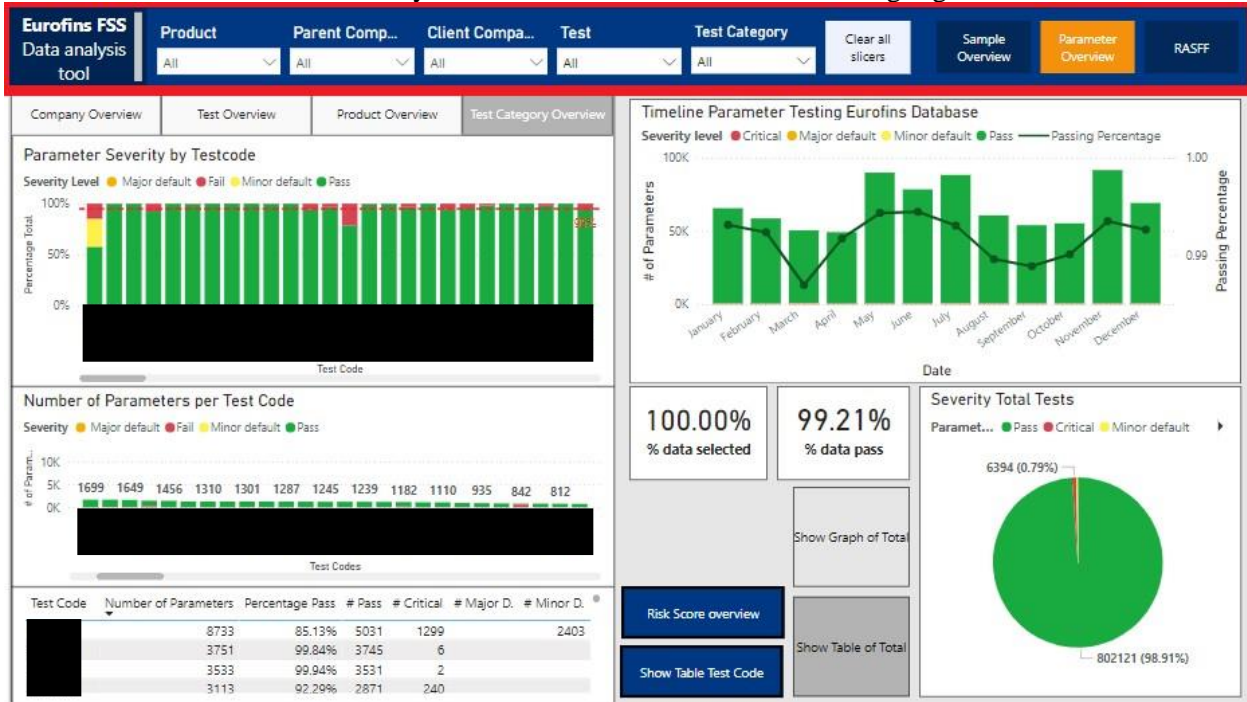 Eurofins FSS
Data analysis
tool
Product
All
Parent Comp...
All
Client Compa...
All
Test
All
Test Category
All
Clear all
slicers
Sample
Overview
Parameter
Overview
RASFF
Company Overview
Test Overview
Product Overview
Test Category Overview
Parameter Severity by Testcode
Severity Level Major default Fail Minor default Pass
Percentage Total
100%
50%
0%
99%
Test Code
Number of Parameters per Test Code
Severity Major default Fail Minor default Pass
# of Param...
10K
5K
0K
1699 1649 1456 1310 1301 1287 1245 1239 1182 1110 935 842 812
Test Codes
Test Code Number of Parameters Percentage Pass # Pass # Critical # Major D. # Minor D.
8733 85.13% 5031 1299 2403
3751 99.84% 3745 6
3533 99.94% 3531 2
3113 92.29% 2871 240
Timeline Parameter Testing Eurofins Database
Severity level Critical Major default Minor default Pass Passing Percentage
# of Parameters
100K
50K
0K
1.00
0.99
Passing Percentage
January February March April May June July August September October November December
Date
100.00%
% data selected
99.21%
% data pass
Show Graph of Total
Risk Score overview
Show Table Test Code
Show Table of Total
Severity Total Tests
Paramet... Pass Critical Minor default
6394 (0.79%)
802121 (98.91%)